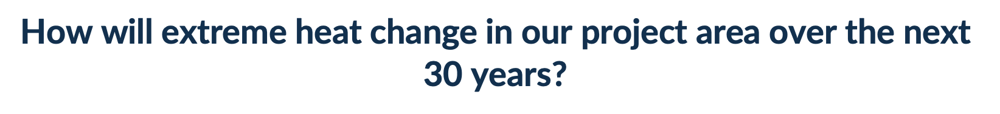 How will extreme heat change in our project area over the next
30 years?